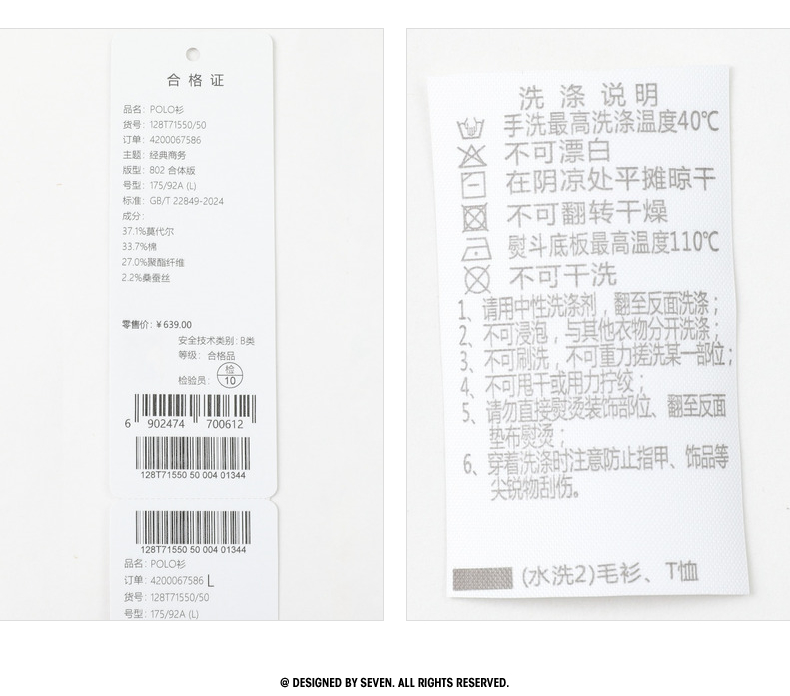 合格证
品名: POLO衫
货号: 128T71550/50
订单: 4200067586
主题: 经典商务
版型: 802 合体版
号型: 175/92A (L)
标准: GB/T 22849-2024
成分:
37.1%莫代尔
33.7%棉
27.0%聚酯纤维
2.2%桑蚕丝
零售价: ¥639.00
安全技术类别: B类
等级: 合格品
检验员: 检 10
6 902474 700612
128T71550 50 004 01344
128T71550 50 004 01344
品名: POLO衫
订单: 4200067586 L
货号: 128T71550/50
号型: 175/92A (L)
洗涤说明
手洗最高洗涤温度40℃
不可漂白
在阴凉处平摊晾干
不可翻转干燥
熨斗底板最高温度110℃
不可干洗
1、请用中性洗涤剂，翻至反面洗涤；
2、不可浸泡，与其他衣物分开洗涤；
3、不可刷洗，不可重力搓洗某一部位；
4、不可甩干或用力拧绞；
5、请勿直接熨烫装饰部位、翻至反面
垫布熨烫；
6、穿着洗涤时注意防止指甲、饰品等
尖锐物刮伤。
(水洗2)毛衫、T恤
@ DESIGNED BY SEVEN. ALL RIGHTS RESERVED.